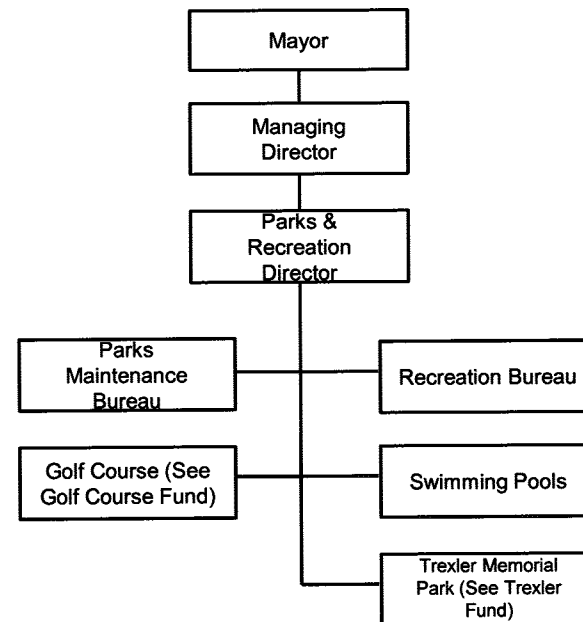 Mayor
Managing
Director
Parks &
Recreation
Director
Parks
Maintenance
Bureau
Recreation Bureau
Golf Course (See
Golf Course Fund)
Swimming Pools
Trexler Memorial
Park (See Trexler
Fund)